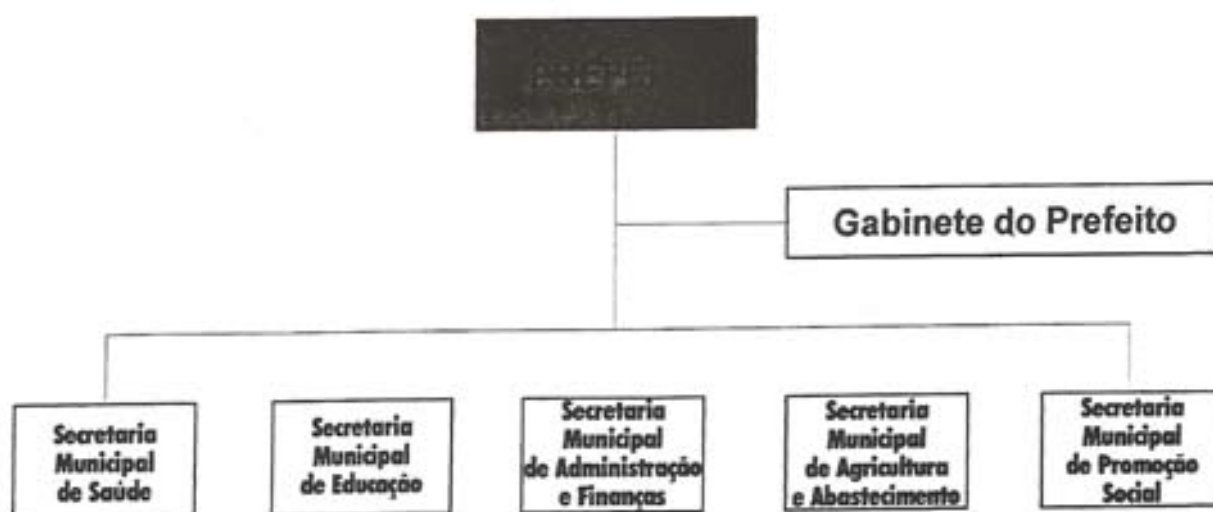 Gabinete do Prefeito
Secretaria
Municipal
de Saúde
Secretaria
Municipal
de Educação
Secretaria
Municipal
de Administração
e Finanças
Secretaria
Municipal
de Agricultura
e Abastecimento
Secretaria
Municipal
de Promoção
Social